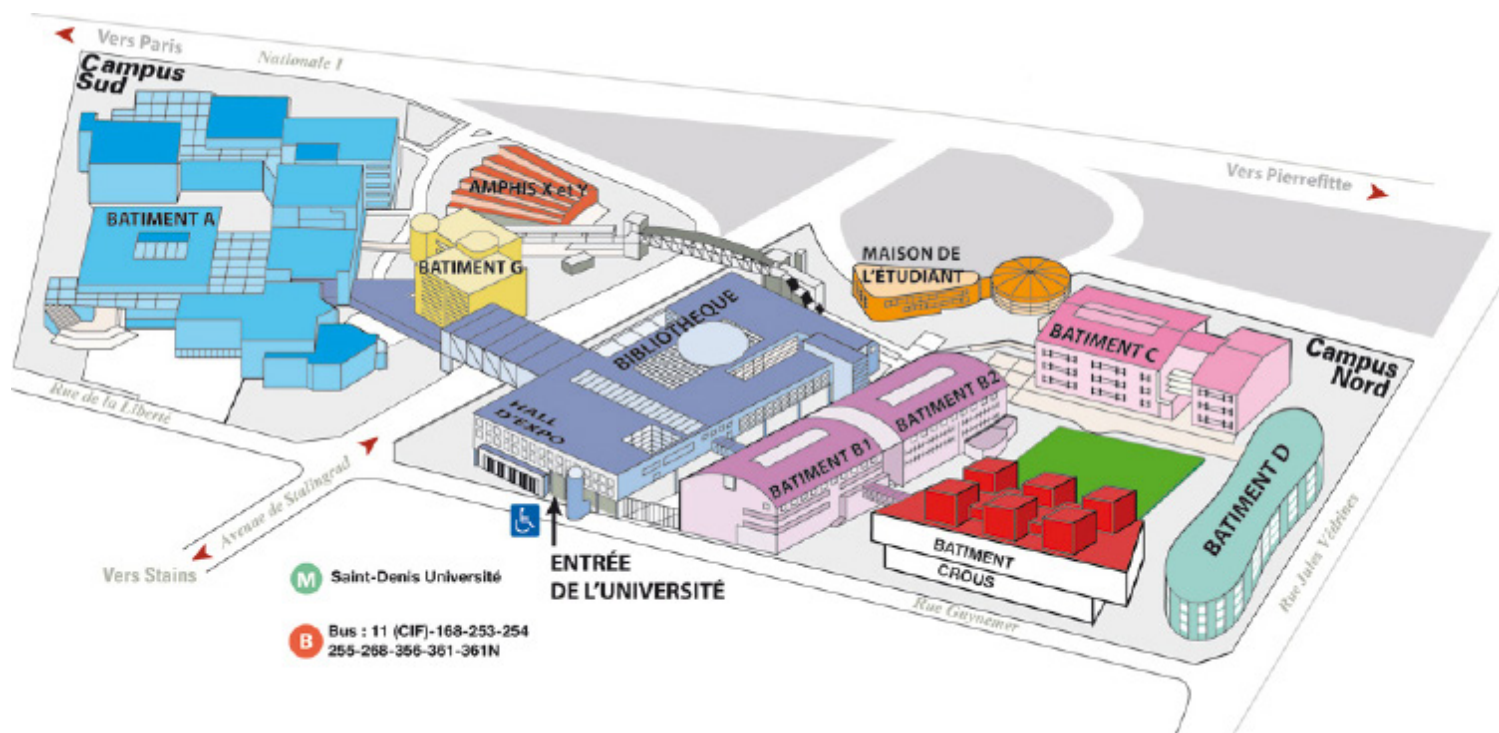 Vers Paris
Nationale 1
Campus
Sud
Vers Pierrefitte
AMPHIS X et Y
BATIMENT A
BATIMENT G
MAISON DE
L'ÉTUDIANT
BIBLIOTHEQUE
BATIMENT C
Campus
Nord
HALL
D'EXPO
BATIMENT B2
BATIMENT B1
BATIMENT D
Rue de la Liberté
Avenue de Stalingrad
Vers Stains
BATIMENT
CROUS
ENTRÉE
DE L'UNIVERSITÉ
Rue Guynemer
Rue Jules Védrines
M Saint-Denis Université
B Bus : 11 (CIF)-168-253-254
255-268-356-361-361N